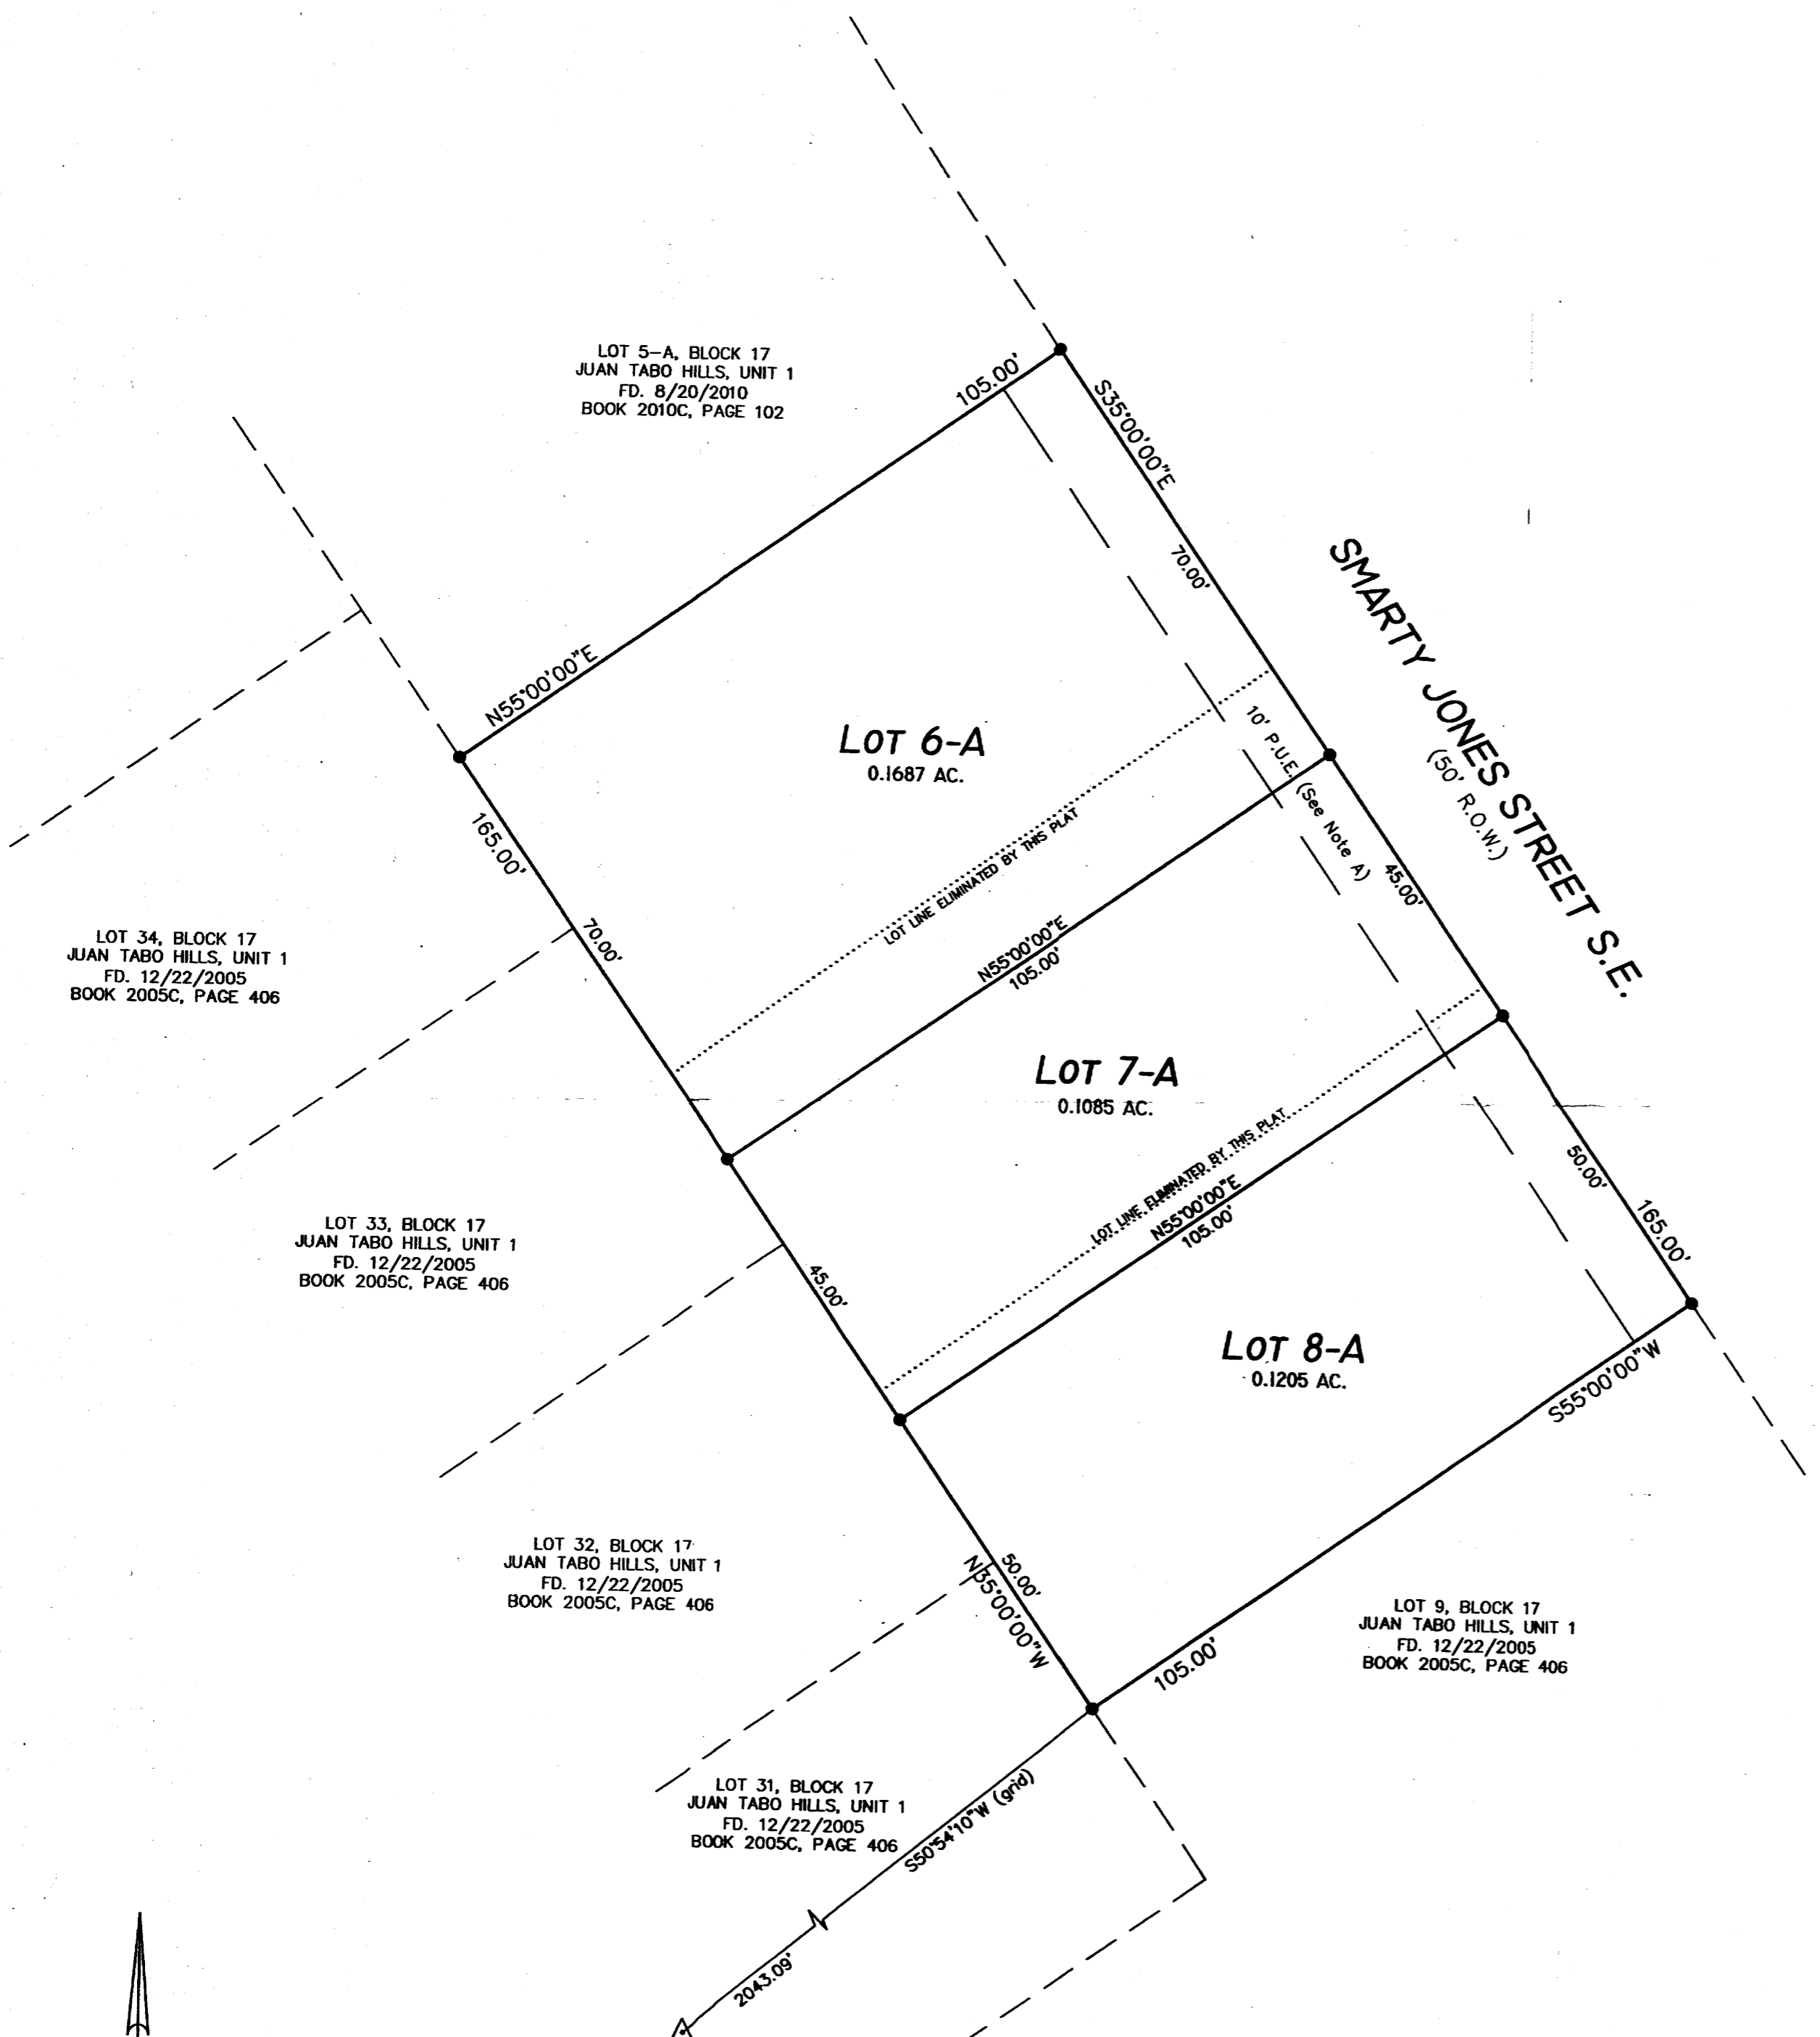 LOT 5-A, BLOCK 17
JUAN TABO HILLS, UNIT 1
FD. 8/20/2010
BOOK 2010C, PAGE 102
105.00'
S35°00'00"E
N55°00'00"E
70.00'
SMARTY JONES STREET S.E.
(50' R.O.W.)
LOT 6-A
0.1687 AC.
10' P.U.E. (See Note A)
165.00'
LOT LINE ELIMINATED BY THIS PLAT
45.00'
70.00'
N55°00'00"E
105.00'
LOT 34, BLOCK 17
JUAN TABO HILLS, UNIT 1
FD. 12/22/2005
BOOK 2005C, PAGE 406
LOT 7-A
0.1085 AC.
LOT LINE ELIMINATED BY THIS PLAT
N55°00'00"E
105.00'
50.00'
165.00'
LOT 33, BLOCK 17
JUAN TABO HILLS, UNIT 1
FD. 12/22/2005
BOOK 2005C, PAGE 406
45.00'
LOT 8-A
0.1205 AC.
S55°00'00"W
LOT 32, BLOCK 17
JUAN TABO HILLS, UNIT 1
FD. 12/22/2005
BOOK 2005C, PAGE 406
50.00'
N35°00'00"W
105.00'
LOT 9, BLOCK 17
JUAN TABO HILLS, UNIT 1
FD. 12/22/2005
BOOK 2005C, PAGE 406
LOT 31, BLOCK 17
JUAN TABO HILLS, UNIT 1
FD. 12/22/2005
BOOK 2005C, PAGE 406
S50°54'10"W (grid)
2043.09'